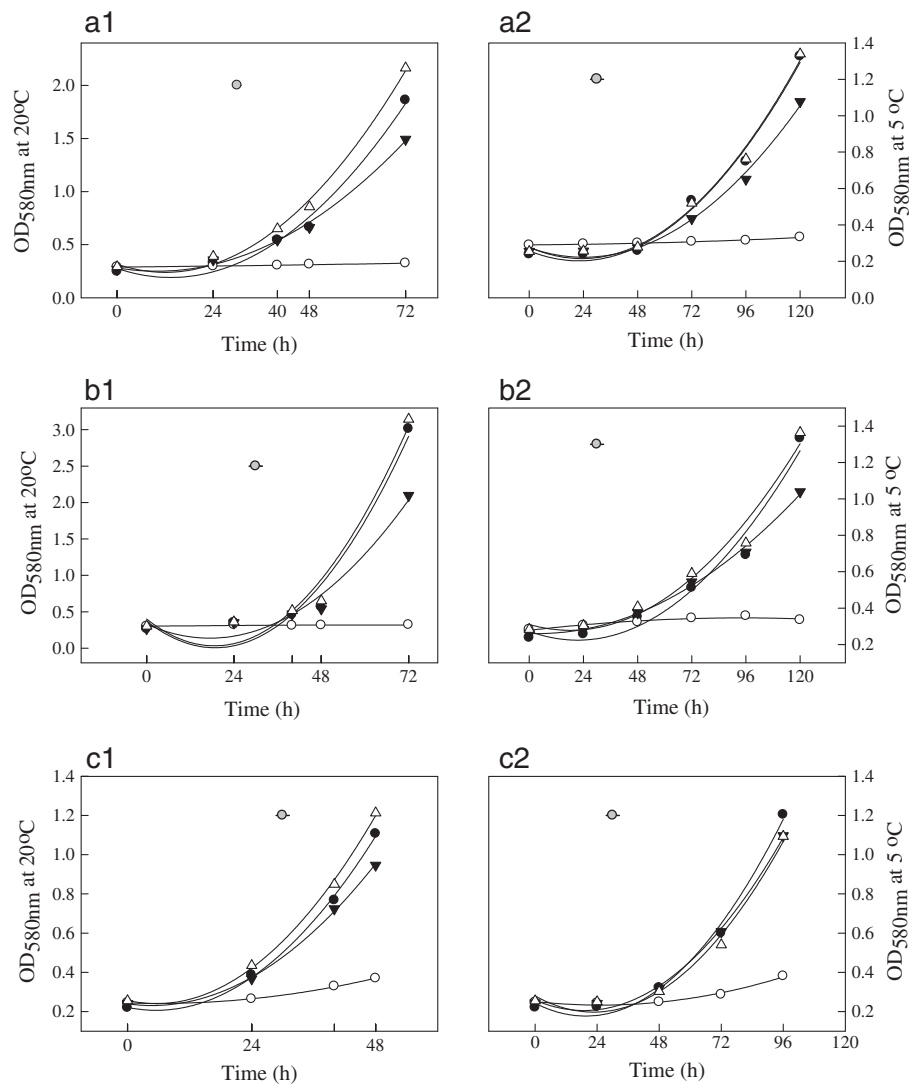 a1
OD580nm at 20oC
2.0
1.5
1.0
0.5
0.0
0 24 40 48 72
Time (h)
a2
1.4
1.2
1.0
0.8
0.6
0.4
0.2
0.0
OD580nm at 5 oC
0 24 48 72 96 120
Time (h)
b1
OD580nm at 20oC
3.0
2.5
2.0
1.5
1.0
0.5
0.0
0 24 48 72
Time (h)
b2
1.4
1.2
1.0
0.8
0.6
0.4
0.2
OD580nm at 5 oC
0 24 48 72 96 120
Time (h)
c1
OD580nm at 20oC
1.4
1.2
1.0
0.8
0.6
0.4
0.2
0 24 48
Time (h)
c2
1.4
1.2
1.0
0.8
0.6
0.4
0.2
OD580nm at 5 oC
0 24 48 72 96 120
Time (h)